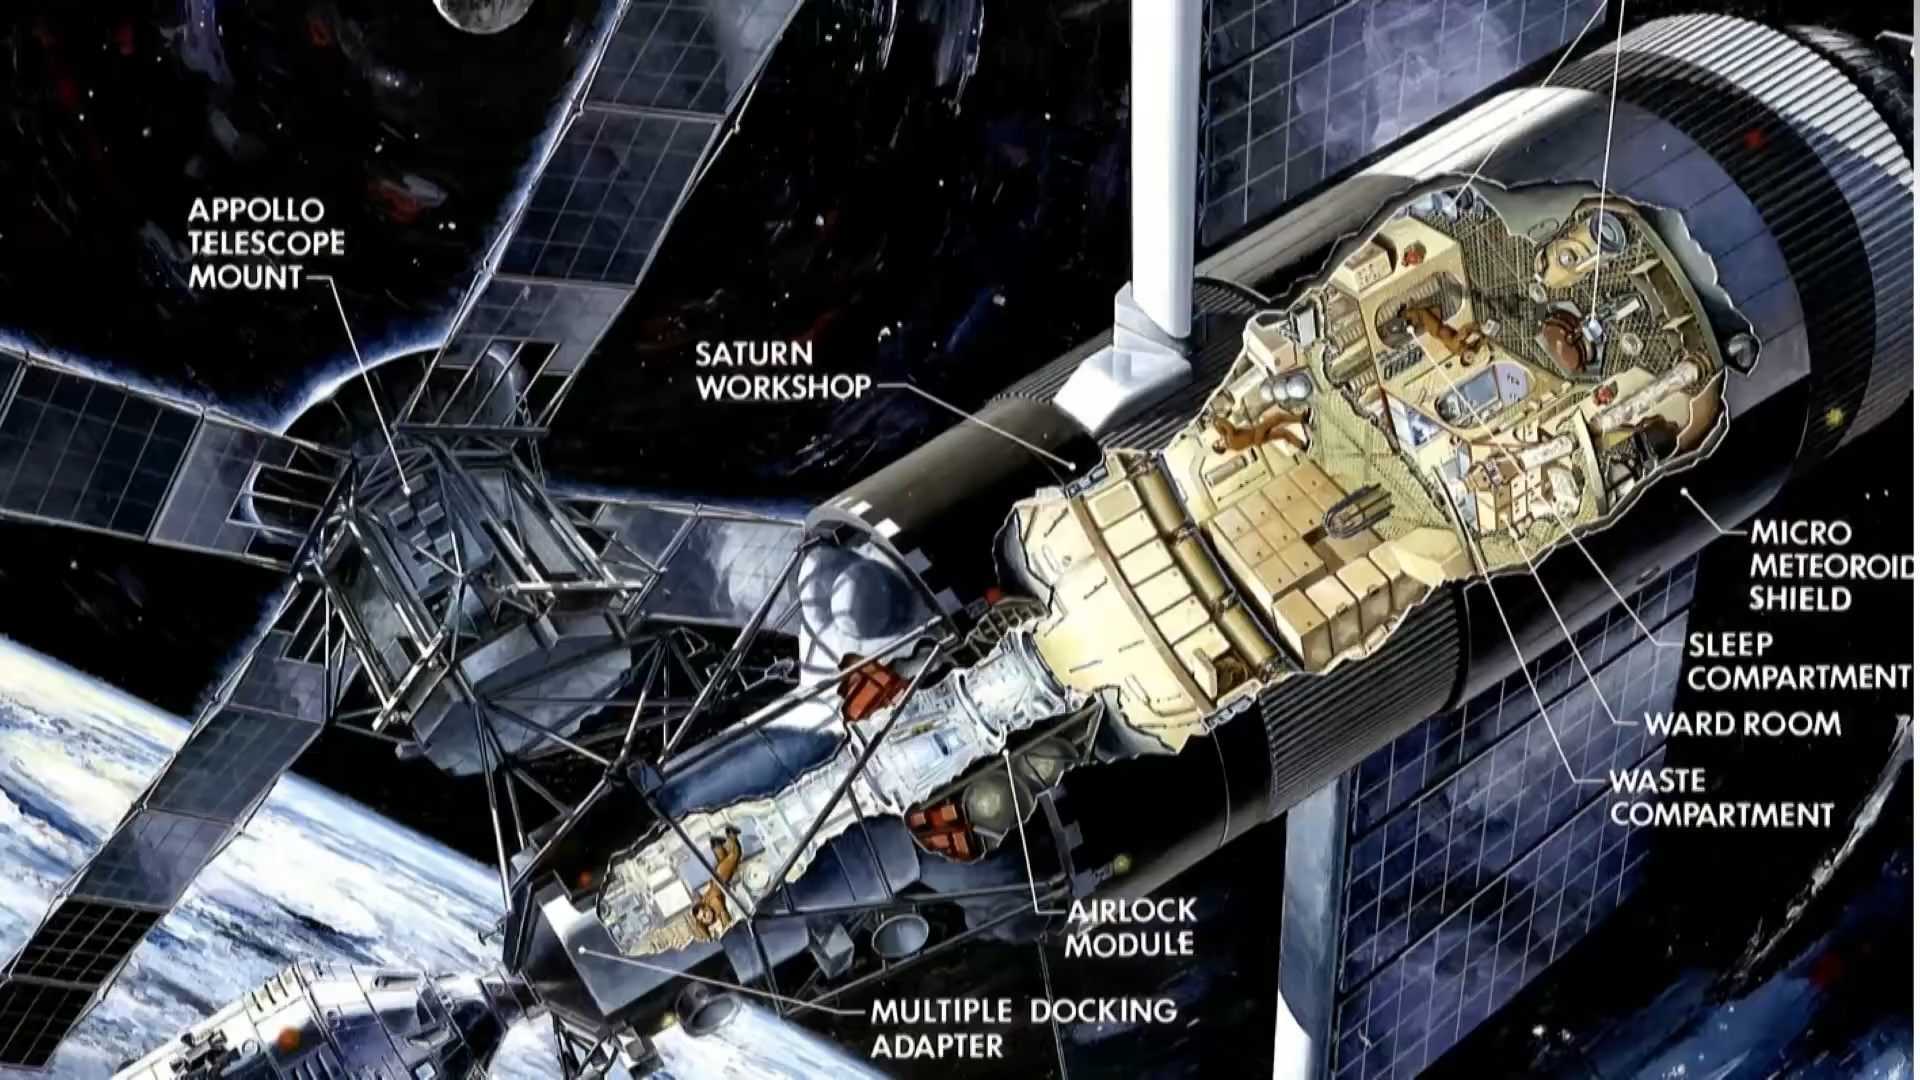 APPOLLO
TELESCOPE
MOUNT
SATURN
WORKSHOP
MICRO
METEOROID
SHIELD
SLEEP
COMPARTMENT
WARD ROOM
WASTE
COMPARTMENT
AIRLOCK
MODULE
MULTIPLE DOCKING
ADAPTER